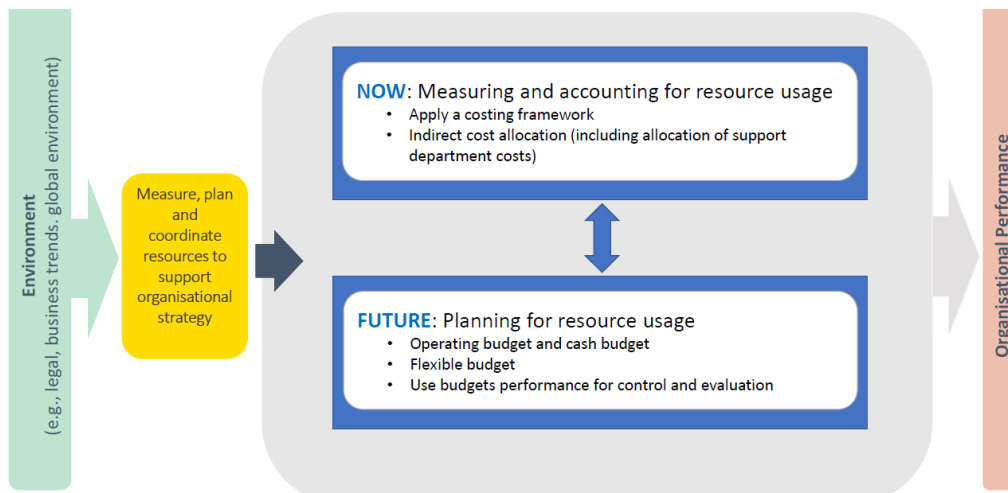 Environment
(e.g., legal, business trends. global environment)
Measure, plan
and
coordinate
resources to
support
organisational
strategy
NOW: Measuring and accounting for resource usage
• Apply a costing framework
• Indirect cost allocation (including allocation of support
department costs)
FUTURE: Planning for resource usage
• Operating budget and cash budget
• Flexible budget
• Use budgets performance for control and evaluation
Organisational Performance